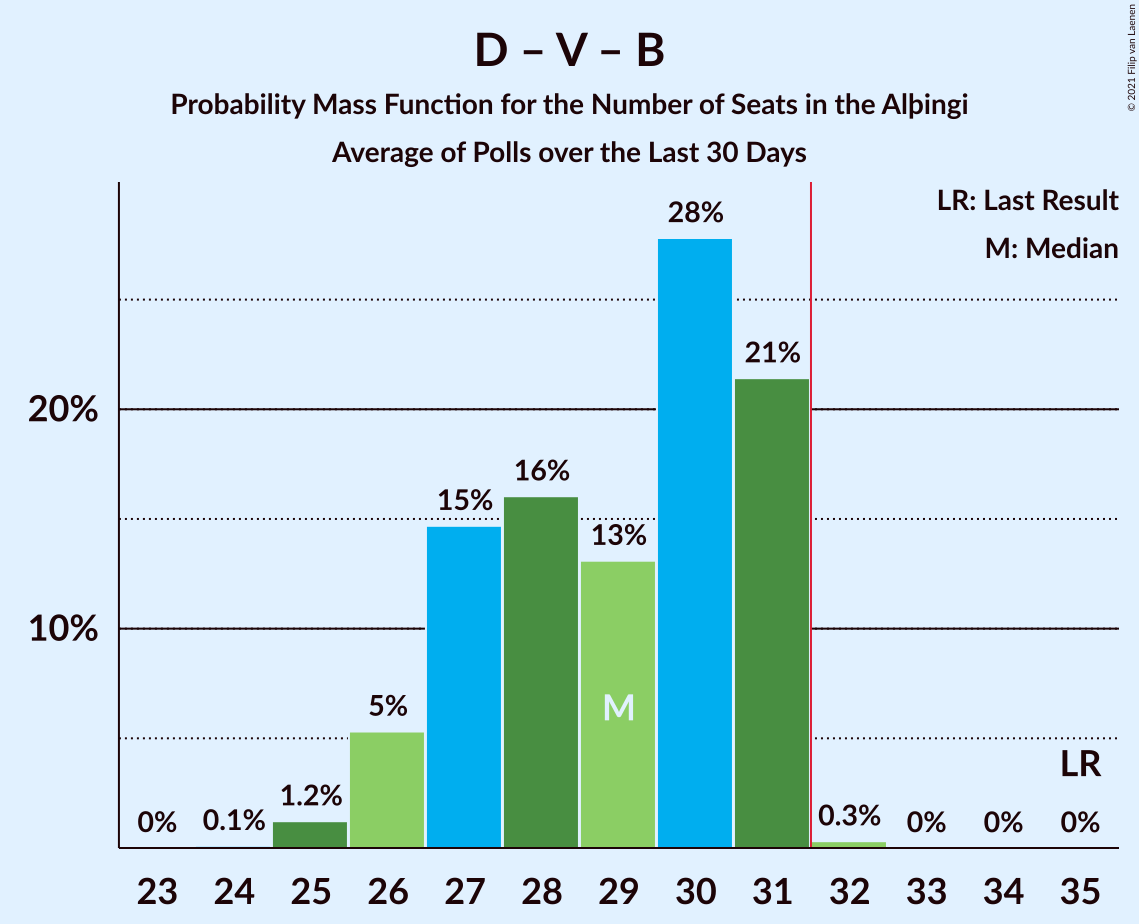 D – V – B
Probability Mass Function for the Number of Seats in the Alþingi
Average of Polls over the Last 30 Days
© 2021 Filip van Laenen
LR: Last Result
M: Median
28%
21%
20%
16%
15%
13%
10%
M
5%
LR
1.2%
0%
0.1%
0.3%
0%
0%
0%
23 24 25 26 27 28 29 30 31 32 33 34 35